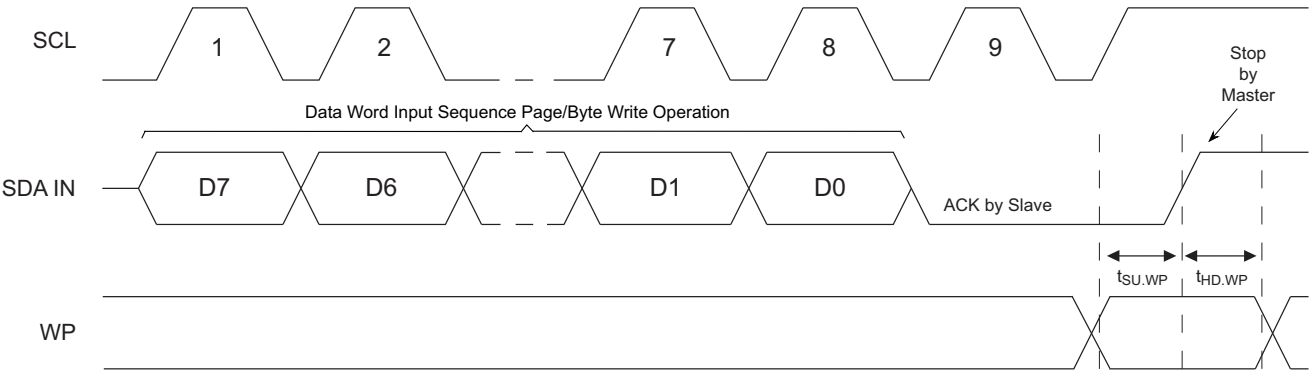 SCL
1 2 7 8 9
Stop
by
Master
Data Word Input Sequence Page/Byte Write Operation
SDA IN
D7 D6 D1 D0
ACK by Slave
tSU.WP tHD.WP
WP